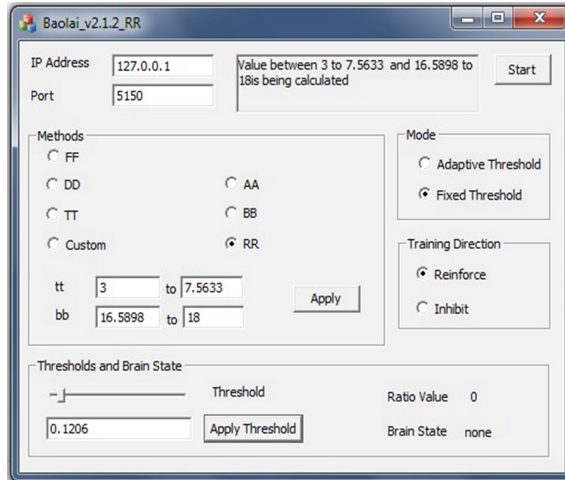 Baolai_v2.1.2_RR
IP Address 127.0.0.1
Port 5150
Value between 3 to 7.5633 and 16.5898 to
18is being calculated
Start
Methods
FF
DD AA
TT BB
Custom RR
tt 3 to 7.5633
bb 16.5898 to 18
Apply
Mode
Adaptive Threshold
Fixed Threshold
Training Direction
Reinforce
Inhibit
Thresholds and Brain State
Threshold
0.1206 Apply Threshold
Ratio Value 0
Brain State none